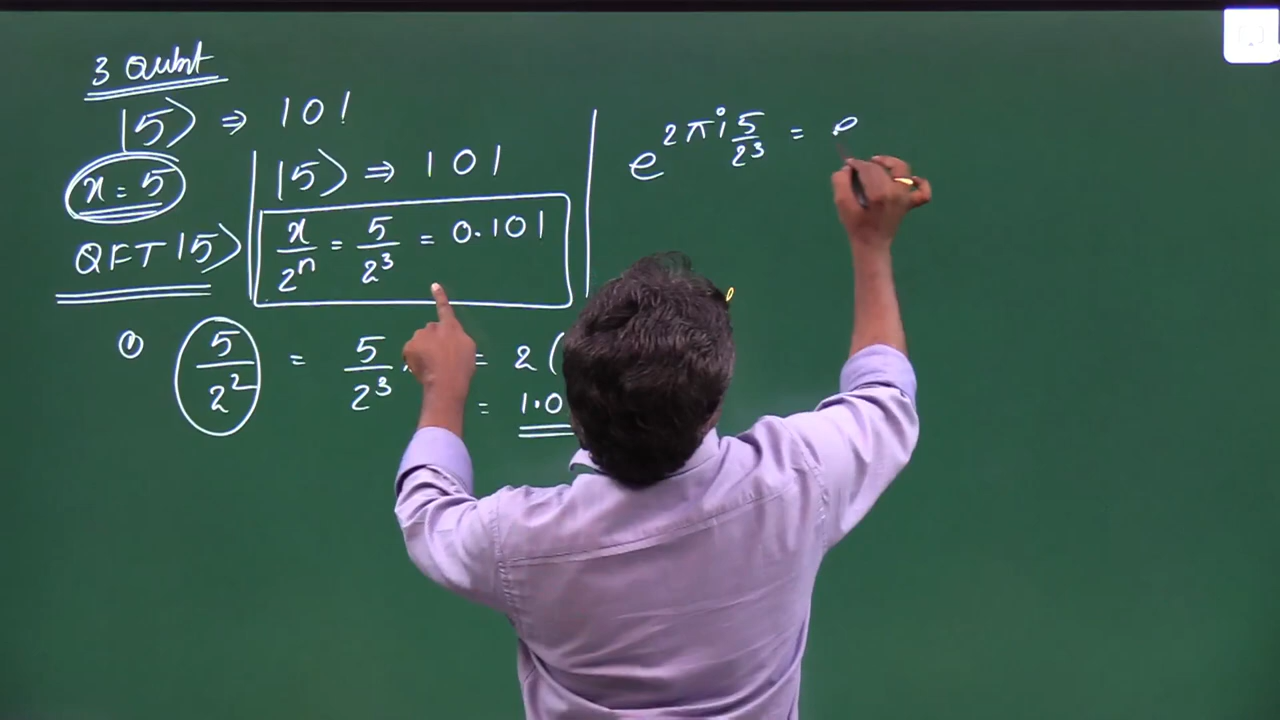 3 Qubit
|5⟩ ⇒ 101
x = 5
QFT |5⟩
|5⟩ ⇒ 101
x/2^n = 5/2^3 = 0.101
e^{2πi 5/2^3} = e
① 5/2^2 = 5/2^3 . = 2(
= 1.0